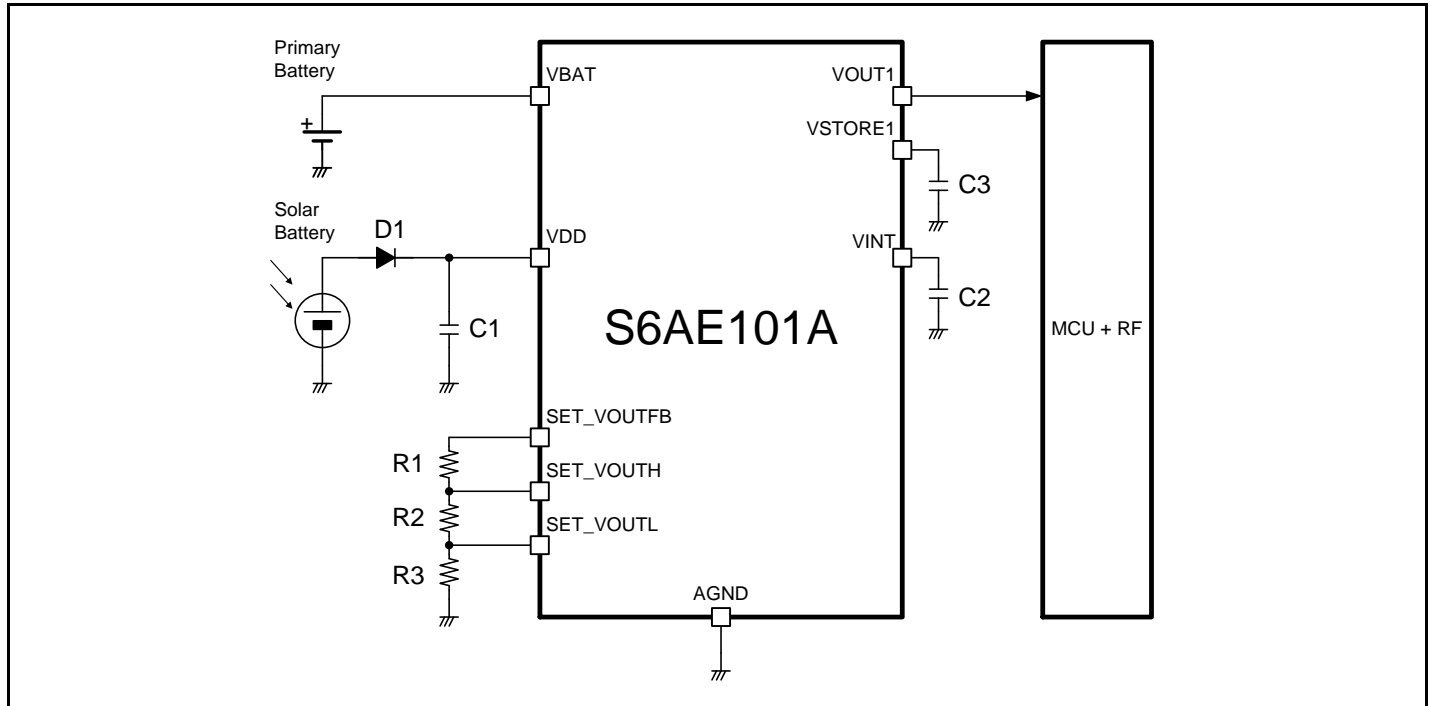 Primary
Battery
+
VBAT
VOUT1
VSTORE1
C3
Solar
Battery
D1
VDD
VINT
C1
C2
S6AE101A
MCU + RF
SET_VOUTFB
R1
SET_VOUTH
R2
SET_VOUTL
R3
AGND